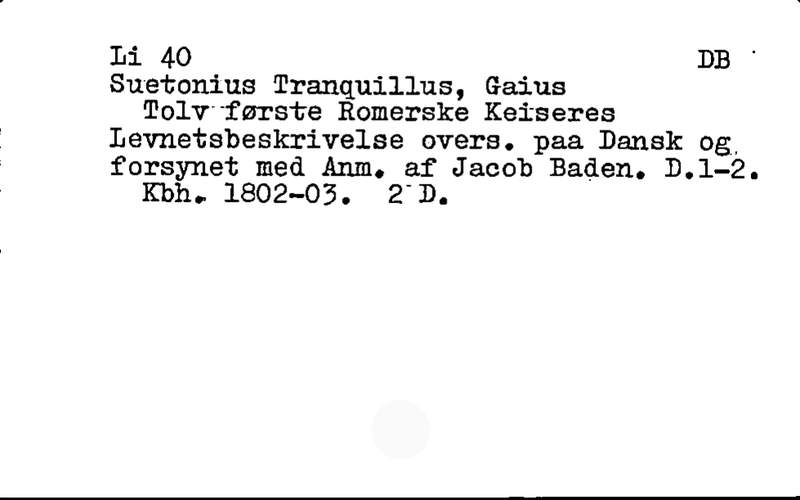 Li 40 DB
Suetonius Tranquillus, Gaius
Tolv første Romerske Keiseres
Levnetsbeskrivelse overs. paa Dansk og
forsynet med Anm. af Jacob Baden. D.1-2.
Kbh. 1802-03. 2 D.